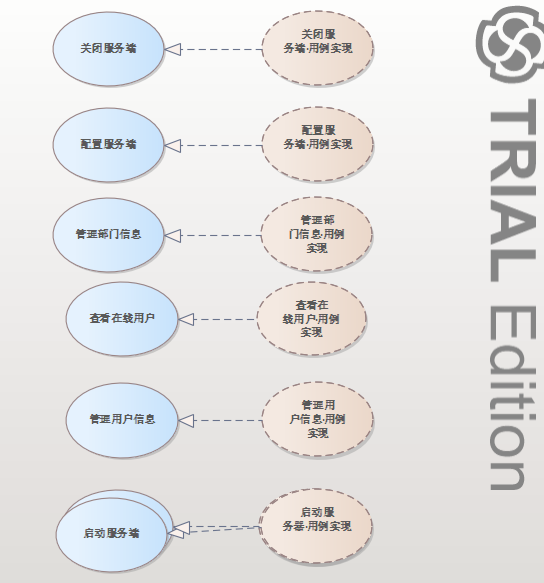 关闭服务端
关闭服
务端-用例实现
配置服务端
配置服
务端-用例实现
管理部门信息
管理部
门信息-用例
实现
查看在线用户
查看在
线用户-用例
实现
管理用户信息
管理用
户信息-用例
实现
启动服务端
启动服
务器-用例实现
TRIAL Edition